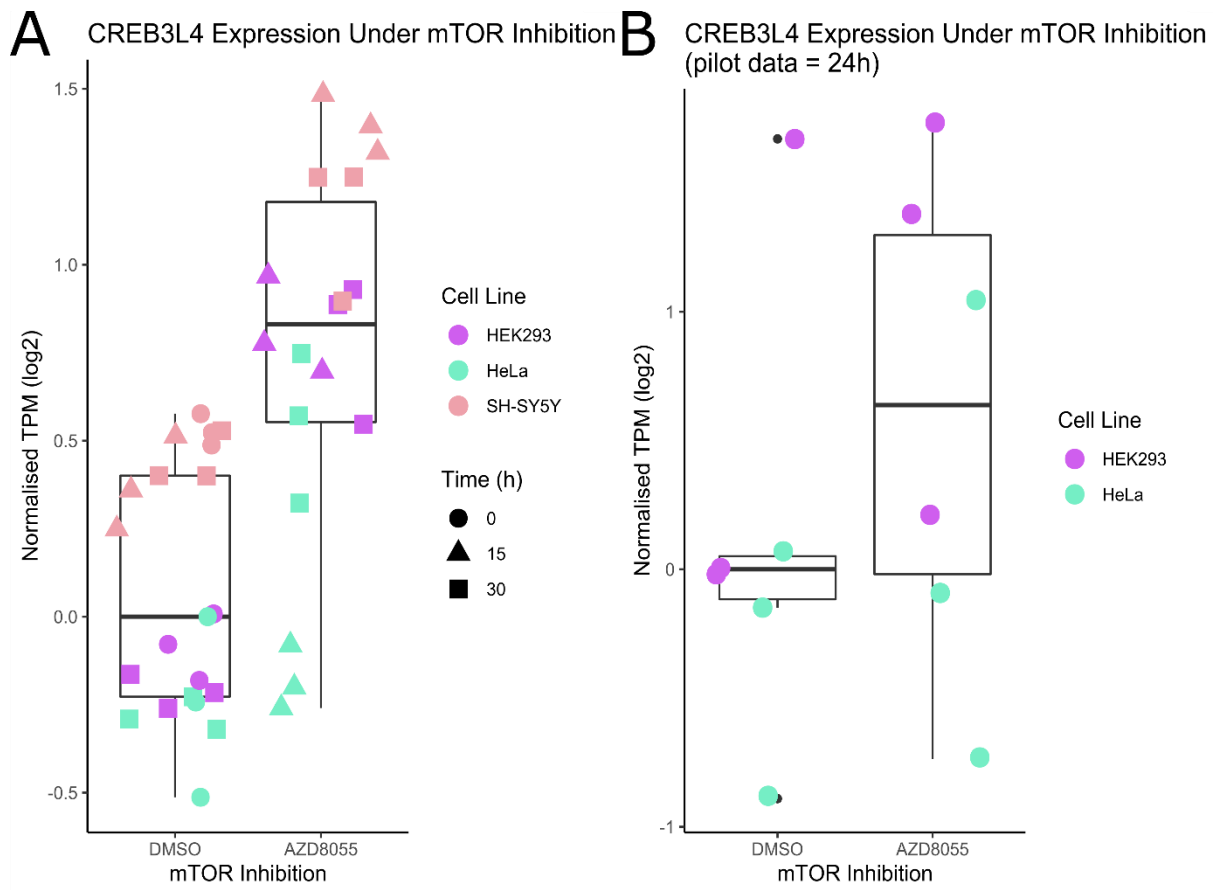 A
CREB3L4 Expression Under mTOR Inhibition
Normalised TPM (log2)
1.5
1.0
0.5
0.0
-0.5
DMSO
AZD8055
mTOR Inhibition
Cell Line
HEK293
HeLa
SH-SY5Y
Time (h)
0
15
30
B
CREB3L4 Expression Under mTOR Inhibition
(pilot data = 24h)
Normalised TPM (log2)
1
0
-1
DMSO
AZD8055
mTOR Inhibition
Cell Line
HEK293
HeLa